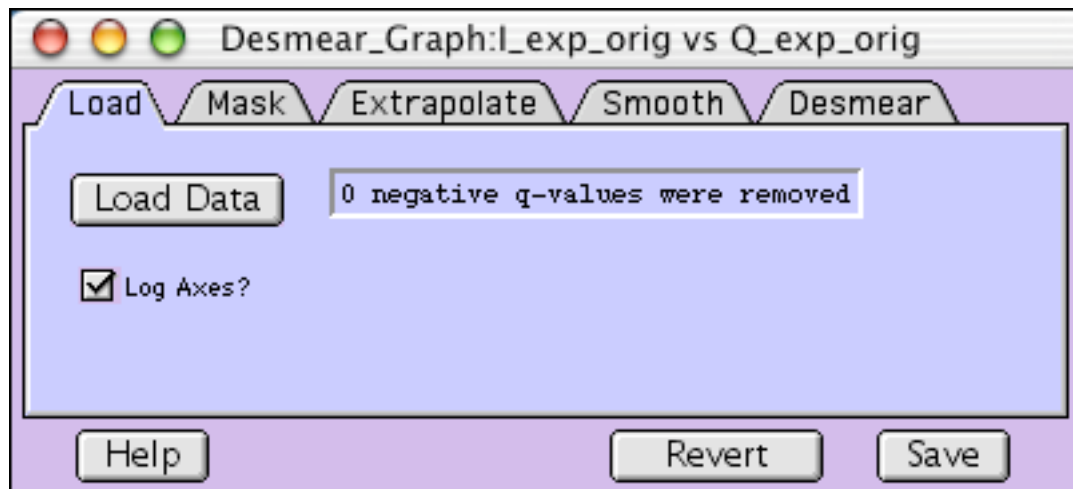 Desmear_Graph:I_exp_orig vs Q_exp_orig
Load Mask Extrapolate Smooth Desmear
Load Data 0 negative q-values were removed
Log Axes?
Help Revert Save